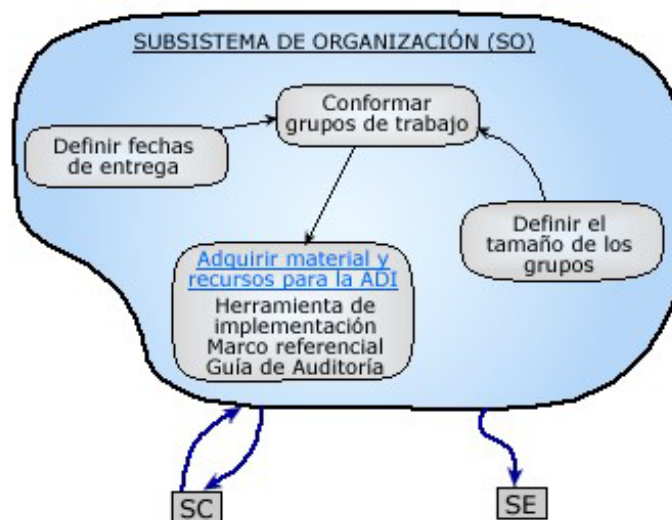 SUBSISTEMA DE ORGANIZACIÓN (SO)
Conformar
grupos de trabajo
Definir fechas
de entrega
Definir el
tamaño de los
grupos
Adquirir material y
recursos para la ADI
Herramienta de
implementación
Marco referencial
Guía de Auditoría
SC
SE